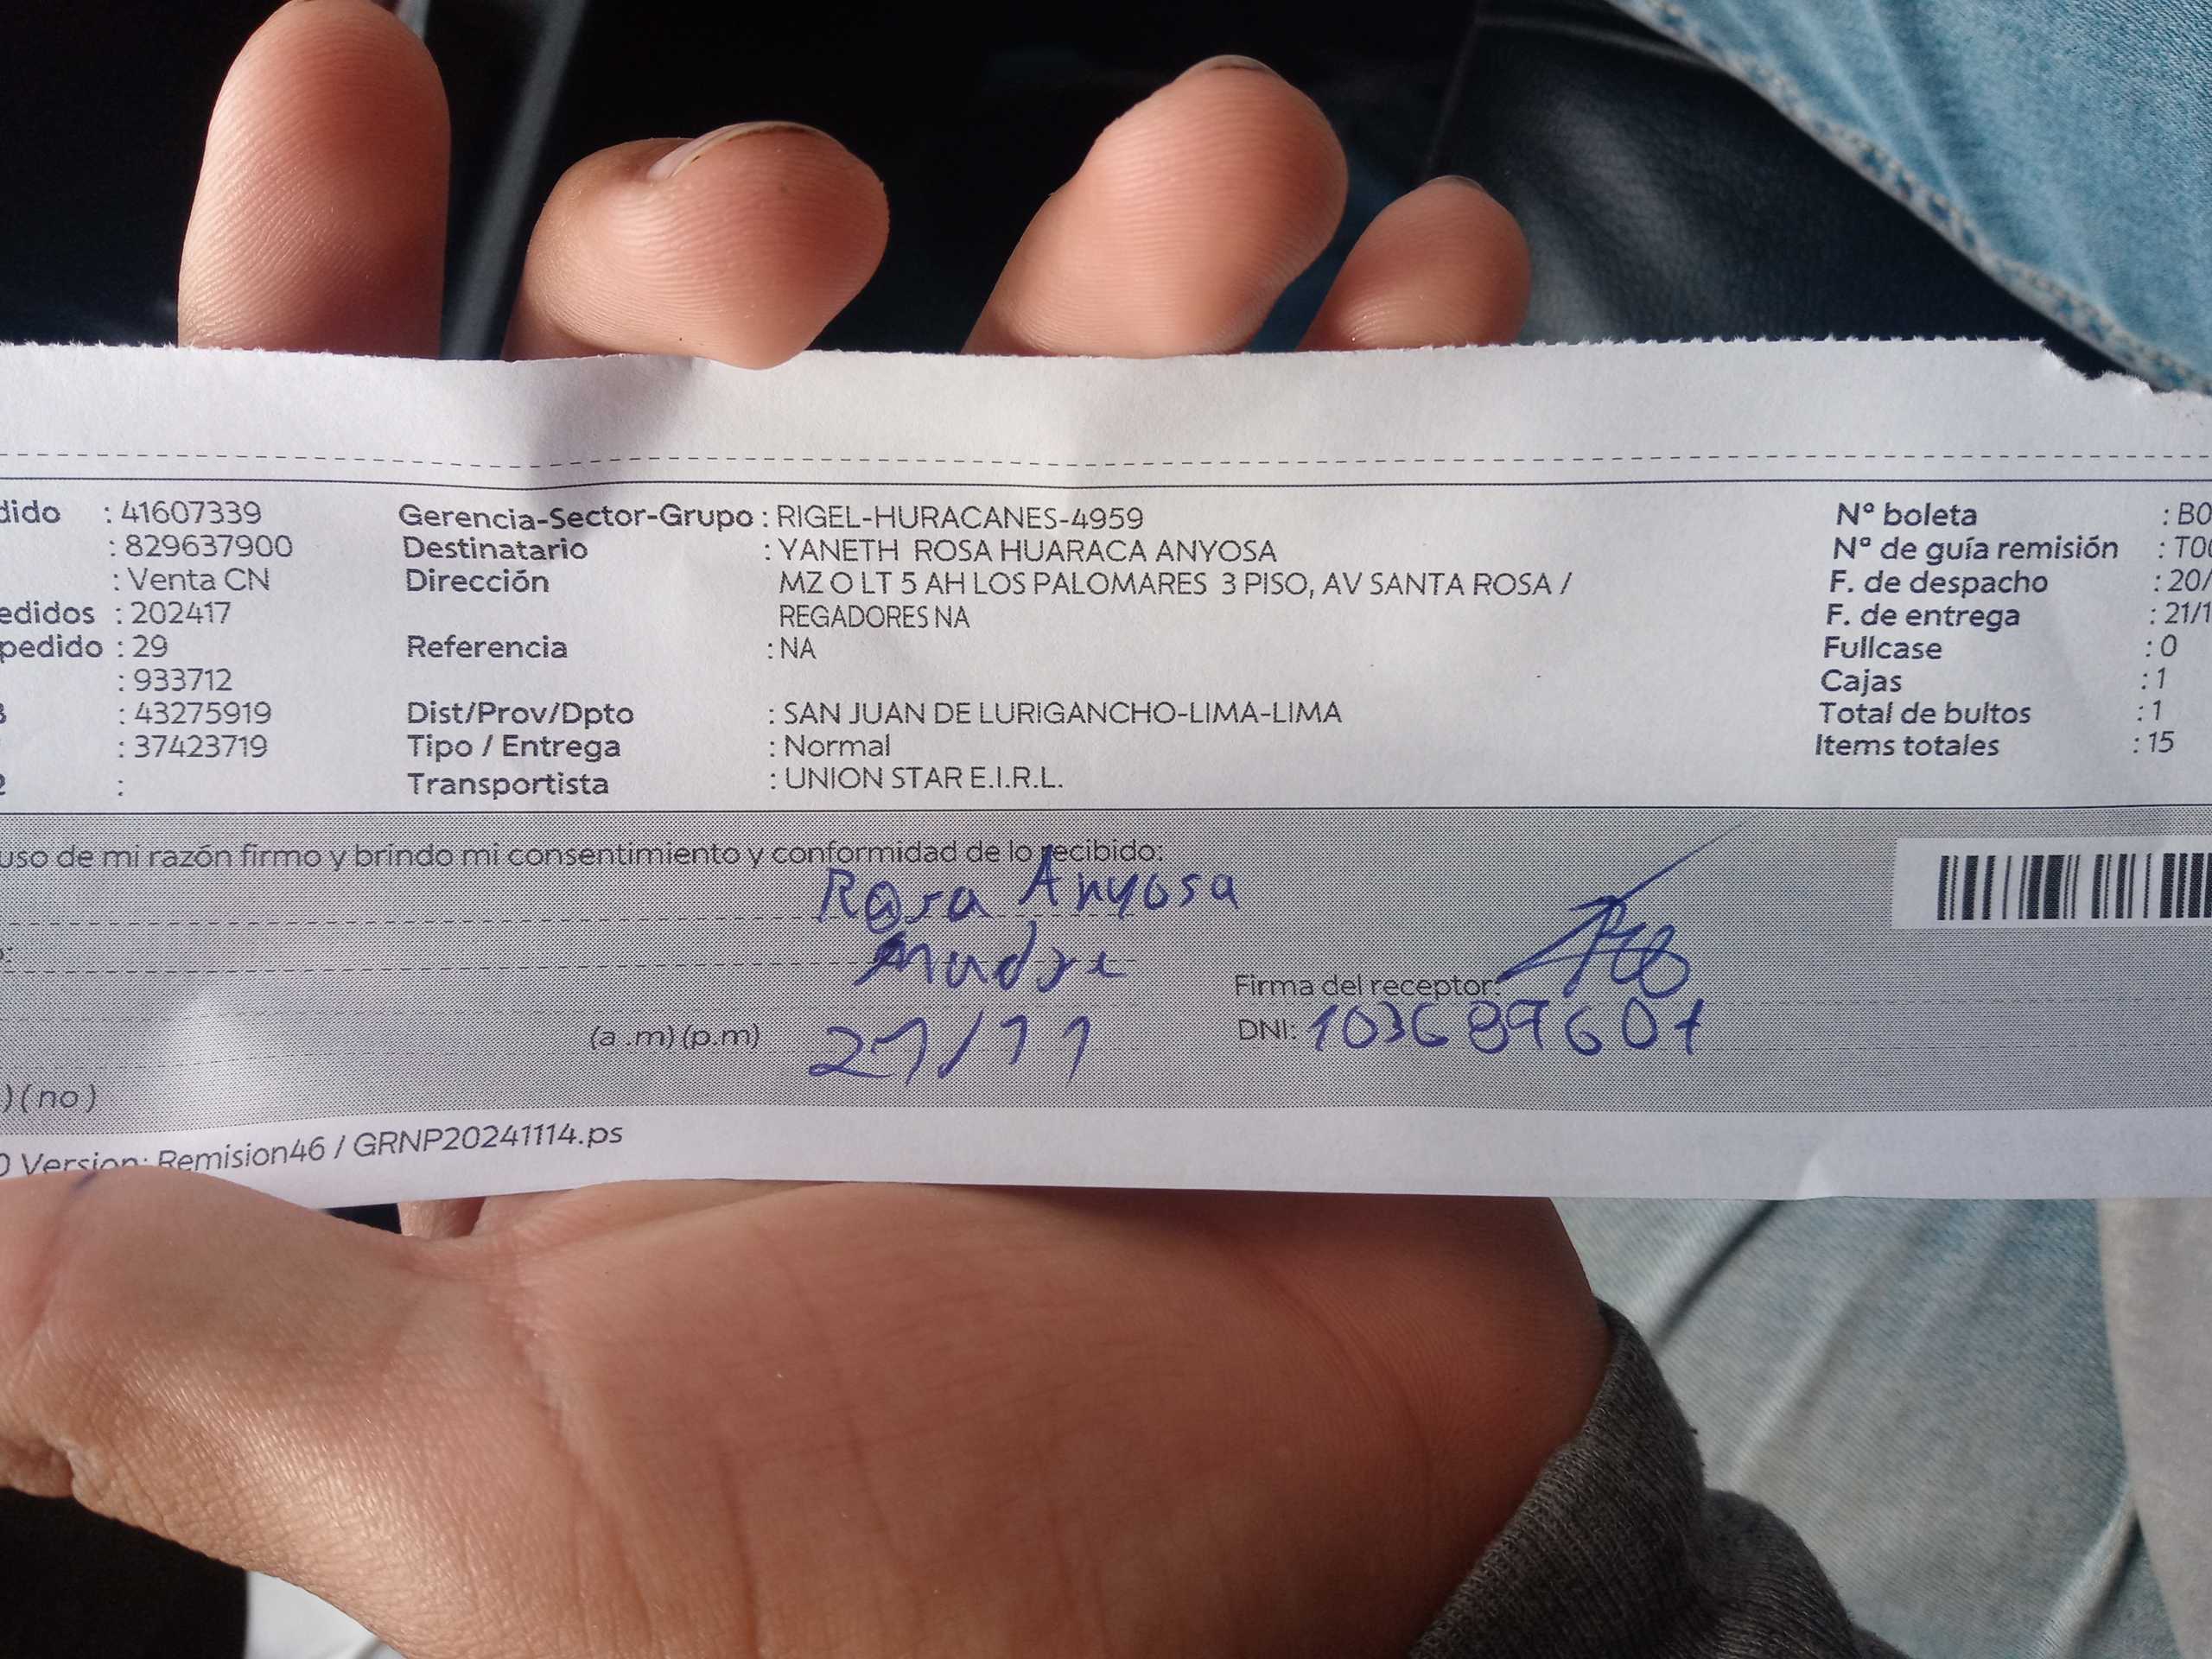 dido : 41607339 Gerencia-Sector-Grupo : RIGEL-HURACANES-4959 Nº boleta : B0
: 829637900 Destinatario : YANETH ROSA HUARACA ANYOSA Nº de guía remisión : T00
: Venta CN Dirección MZ O LT 5 AH LOS PALOMARES 3 PISO, AV SANTA ROSA / F. de despacho : 20/
edidos : 202417 REGADORES NA F. de entrega : 21/1
pedido : 29 Referencia : NA Fullcase : 0
: 933712 Cajas : 1
: 43275919 Dist/Prov/Dpto : SAN JUAN DE LURIGANCHO-LIMA-LIMA Total de bultos : 1
: 37423719 Tipo / Entrega : Normal Items totales : 15
2 : Transportista : UNION STAR E.I.R.L.
uso de mi razón firmo y brindo mi consentimiento y conformidad de lo recibido:
Rosa Anyosa
madre
Firma del receptor:
(a .m) (p.m) 21/11 DNI:
) ( no )
0 Version: Remision46 / GRNP20241114.ps